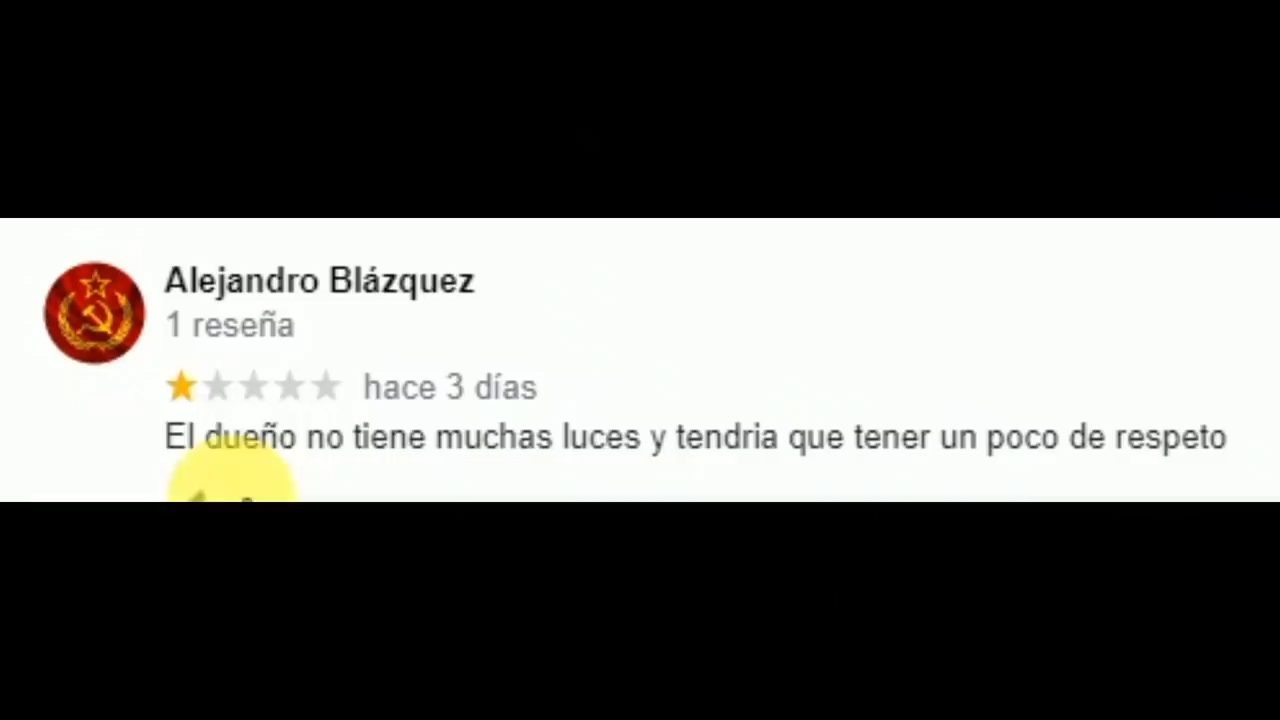 Alejandro Blázquez
1 reseña
hace 3 días
El dueño no tiene muchas luces y tendria que tener un poco de respeto